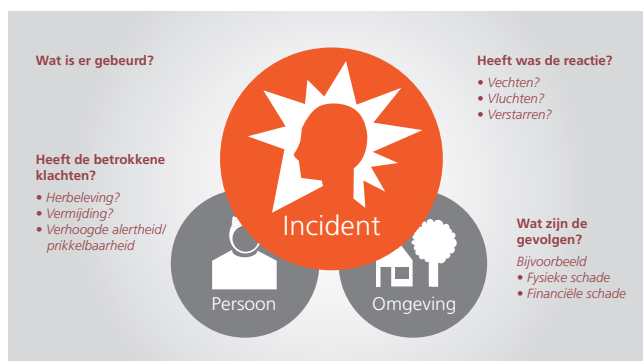 Wat is er gebeurd?
Heeft was de reactie?
• Vechten?
• Vluchten?
• Verstarren?
Heeft de betrokkene
klachten?
• Herbeleving?
• Vermijding?
• Verhoogde alertheid/
prikkelbaarheid
Incident
Persoon
Omgeving
Wat zijn de
gevolgen?
Bijvoorbeeld
• Fysieke schade
• Financiële schade